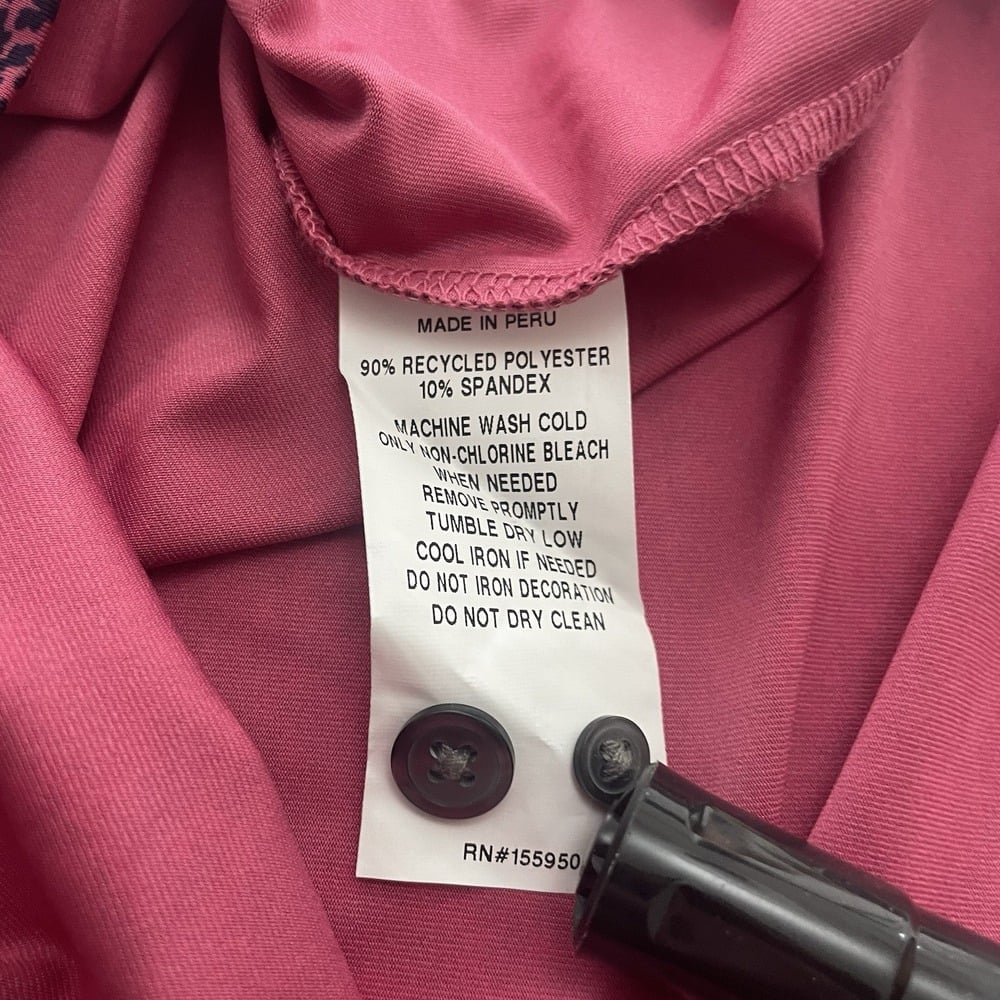 MADE IN PERU
90% RECYCLED POLYESTER
10% SPANDEX
MACHINE WASH COLD
ONLY NON-CHLORINE BLEACH
WHEN NEEDED
REMOVE PROMPTLY
TUMBLE DRY LOW
COOL IRON IF NEEDED
DO NOT IRON DECORATION
DO NOT DRY CLEAN
RN#155950